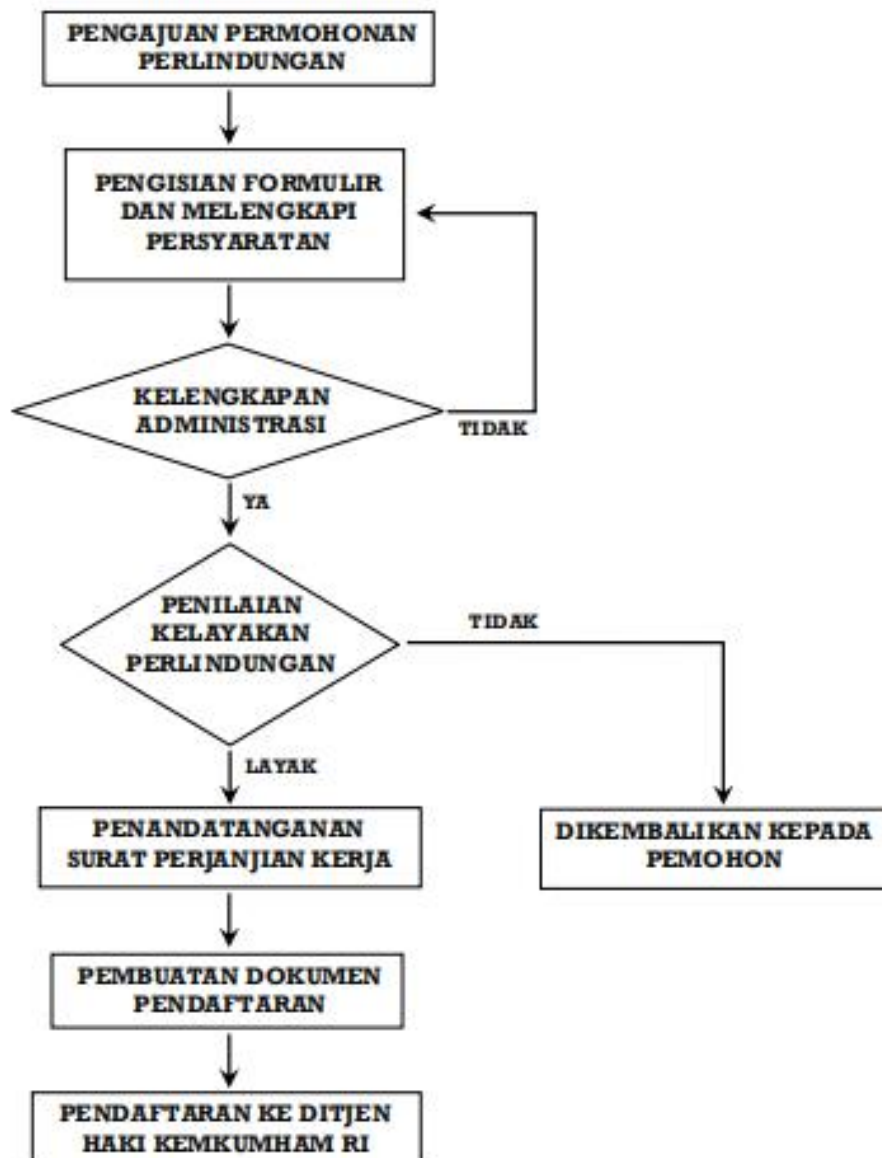 PENGAJUAN PERMOHONAN
PERLINDUNGAN
PENGISIAN FORMULIR
DAN MELENGKAPI
PERSYARATAN
KELENGKAPAN
ADMINISTRASI
TIDAK
YA
PENILAIAN
KELAYAKAN
PERLINDUNGAN
TIDAK
LAYAK
PENANDATANGANAN
SURAT PERJANJIAN KERJA
DIKEMBALIKAN KEPADA
PEMOHON
PEMBUATAN DOKUMEN
PENDAFTARAN
PENDAFTARAN KE DITJEN
HAKI KEMKUMHAM RI